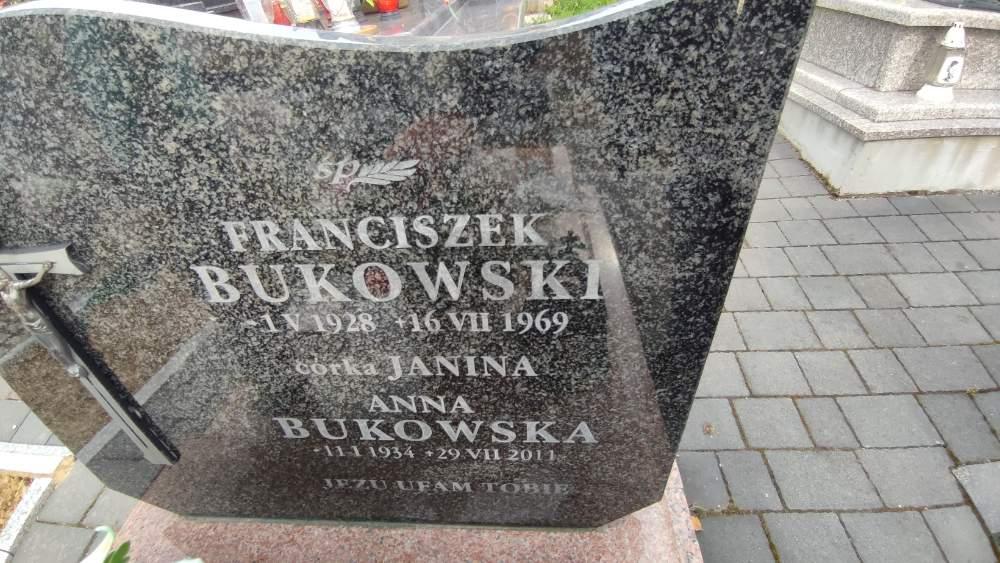 śp
FRANCISZEK
BUKOWSKI
*1 V 1928 +16 VII 1969
córka JANINA
ANNA
BUKOWSKA
*11 I 1934 +29 VII 2011
JEZU UFAM TOBIE